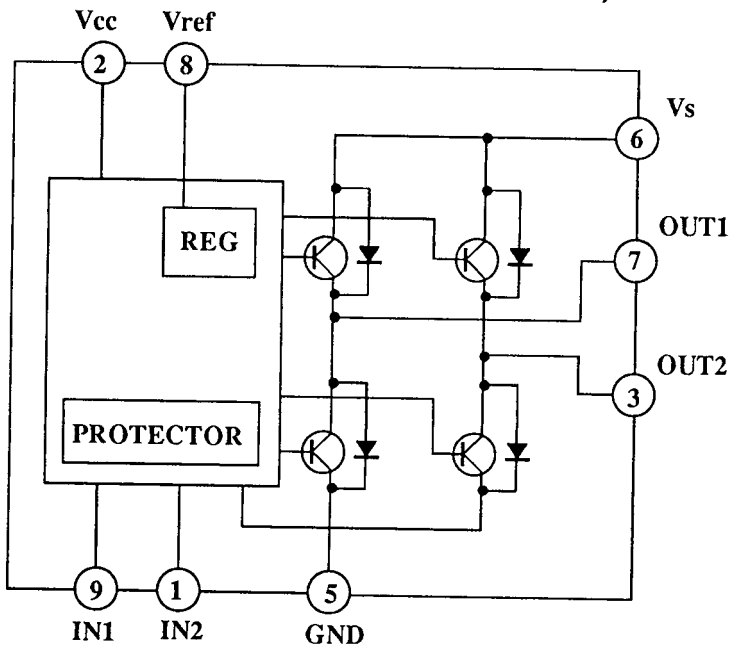 Vcc Vref
2 8
Vs
6
REG
OUT1
7
OUT2
3
PROTECTOR
9 1 5
IN1 IN2 GND